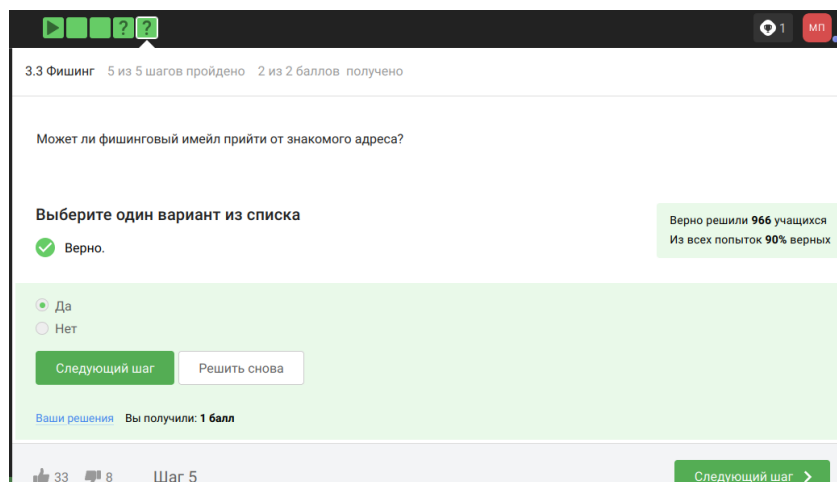 ? ?
1
МП
3.3 Фишинг 5 из 5 шагов пройдено 2 из 2 баллов получено
Может ли фишинговый имейл прийти от знакомого адреса?
Выберите один вариант из списка
Верно решили 966 учащихся
Из всех попыток 90% верных
Верно.
Да
Нет
Следующий шаг Решить снова
Ваши решения Вы получили: 1 балл
33 8 Шаг 5 Следующий шаг